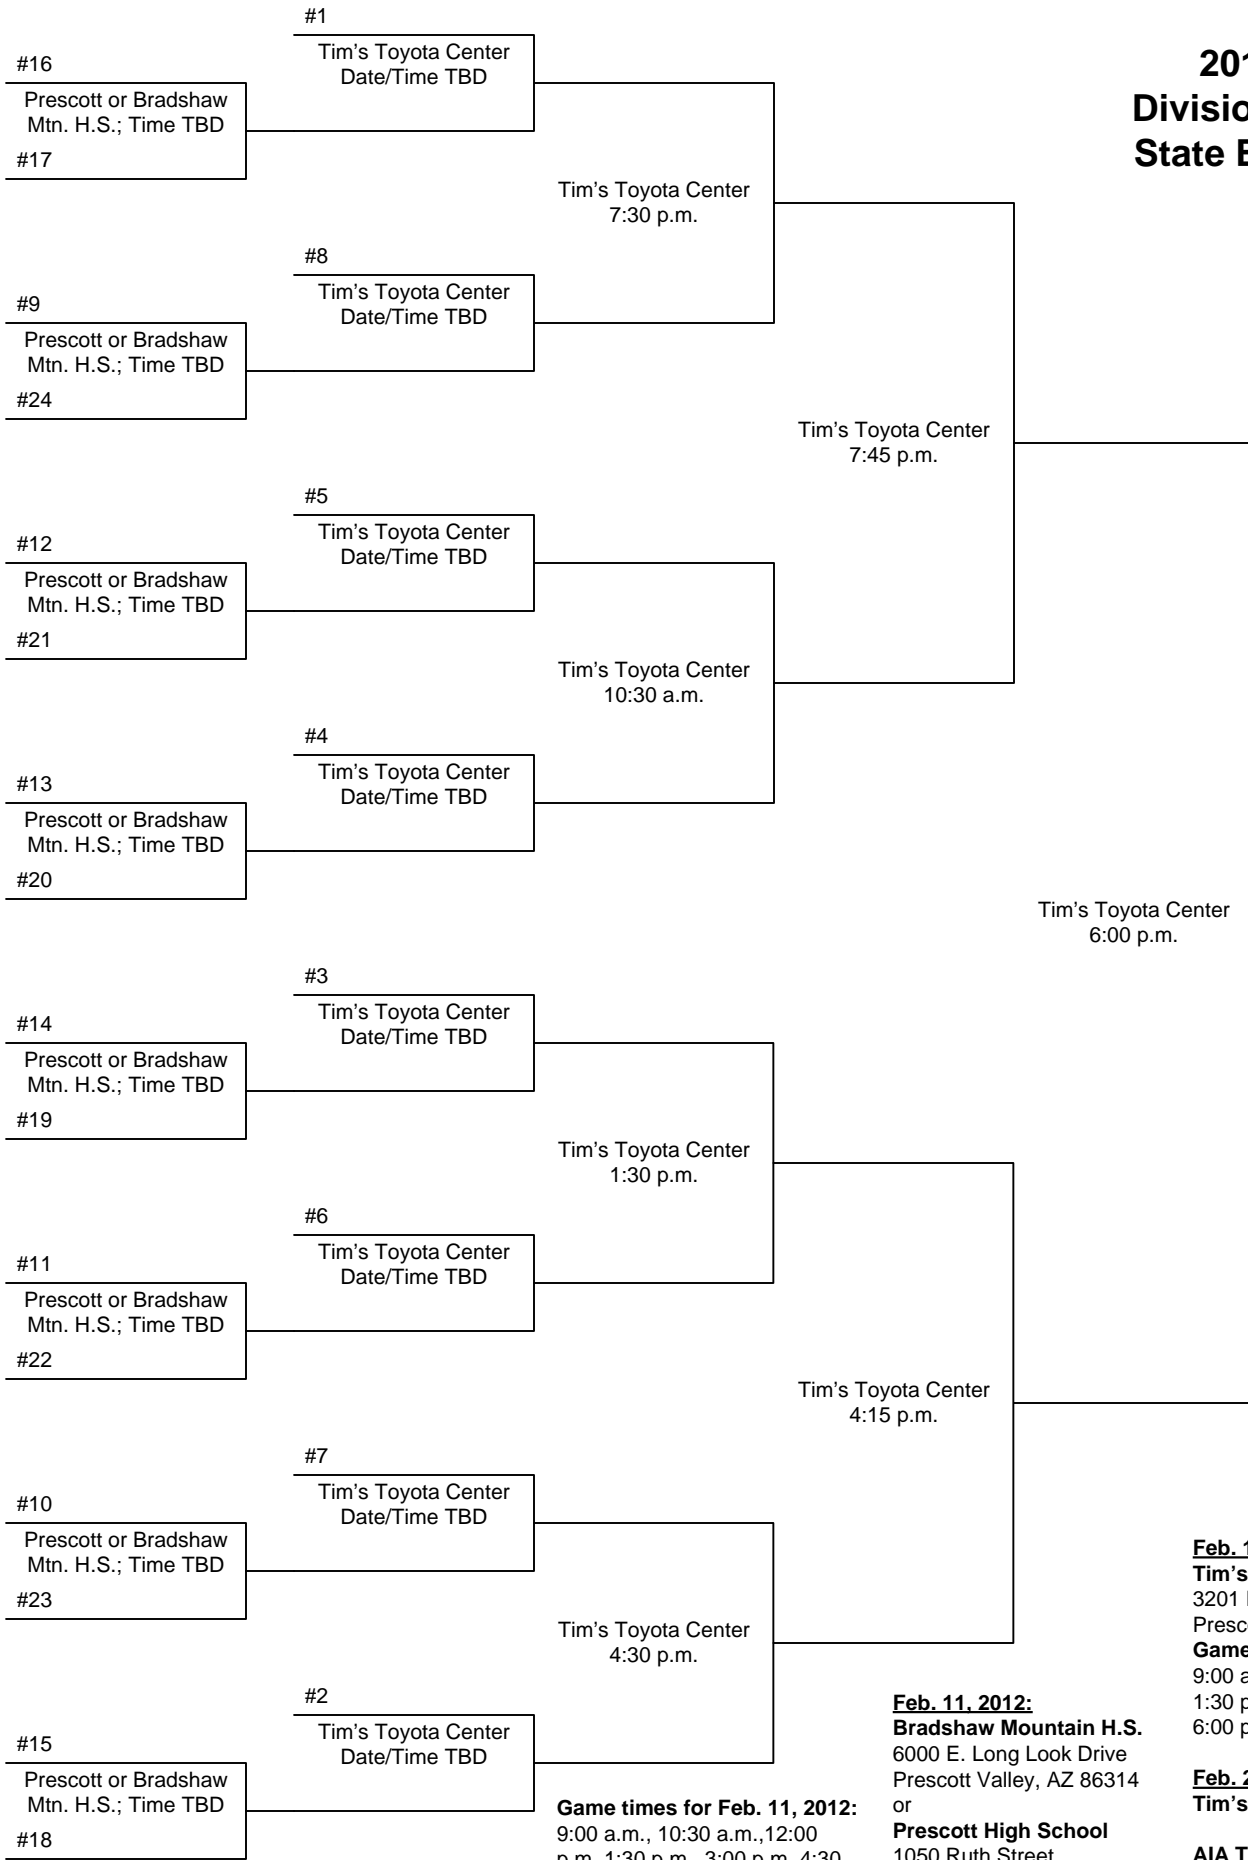 #1
Tim's Toyota Center
Date/Time TBD
#16
Prescott or Bradshaw
Mtn. H.S.; Time TBD
#17
Tim's Toyota Center
7:30 p.m.
#8
Tim's Toyota Center
Date/Time TBD
#9
Prescott or Bradshaw
Mtn. H.S.; Time TBD
#24
Tim's Toyota Center
7:45 p.m.
#5
Tim's Toyota Center
Date/Time TBD
#12
Prescott or Bradshaw
Mtn. H.S.; Time TBD
#21
Tim's Toyota Center
10:30 a.m.
#4
Tim's Toyota Center
Date/Time TBD
#13
Prescott or Bradshaw
Mtn. H.S.; Time TBD
#20
Tim's Toyota Center
6:00 p.m.
#3
Tim's Toyota Center
Date/Time TBD
#14
Prescott or Bradshaw
Mtn. H.S.; Time TBD
#19
Tim's Toyota Center
1:30 p.m.
#6
Tim's Toyota Center
Date/Time TBD
#11
Prescott or Bradshaw
Mtn. H.S.; Time TBD
#22
Tim's Toyota Center
4:15 p.m.
#7
Tim's Toyota Center
Date/Time TBD
#10
Prescott or Bradshaw
Mtn. H.S.; Time TBD
#23
Tim's Toyota Center
4:30 p.m.
#2
Tim's Toyota Center
Date/Time TBD
#15
Prescott or Bradshaw
Mtn. H.S.; Time TBD
#18
Game times for Feb. 11, 2012:
9:00 a.m., 10:30 a.m.,12:00
p.m. 1:30 p.m., 3:00 p.m. 4:30
Feb. 11, 2012:
Bradshaw Mountain H.S.
6000 E. Long Look Drive
Prescott Valley, AZ 86314
or
Prescott High School
1050 Ruth Street
State
Feb.
Tim's
3201
9:00
1:30
6:00
Feb.
Tim's
AIA